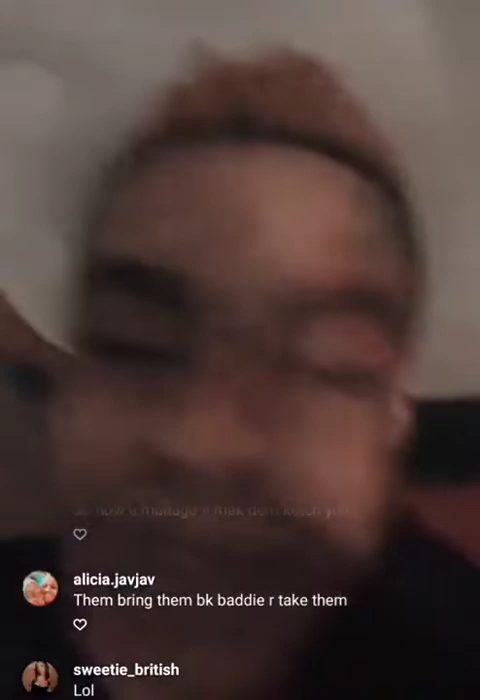 alicia.javjav
Them bring them bk baddie r take them
sweetie_british
Lol